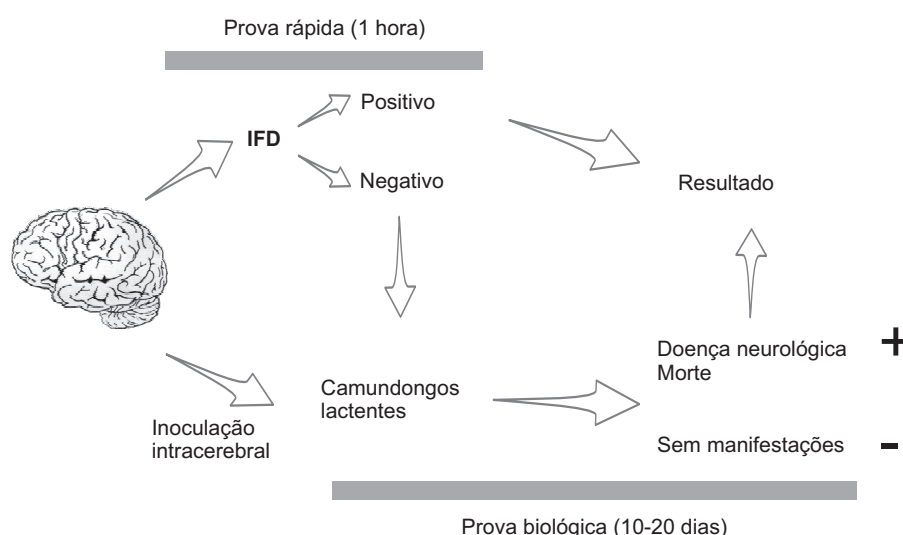 Prova rápida (1 hora)
Positivo
IFD
Negativo
Resultado
Doença neurológica
Morte
+
Camundongos
lactentes
Inoculação
intracerebral
Sem manifestações
-
Prova biológica (10-20 dias)